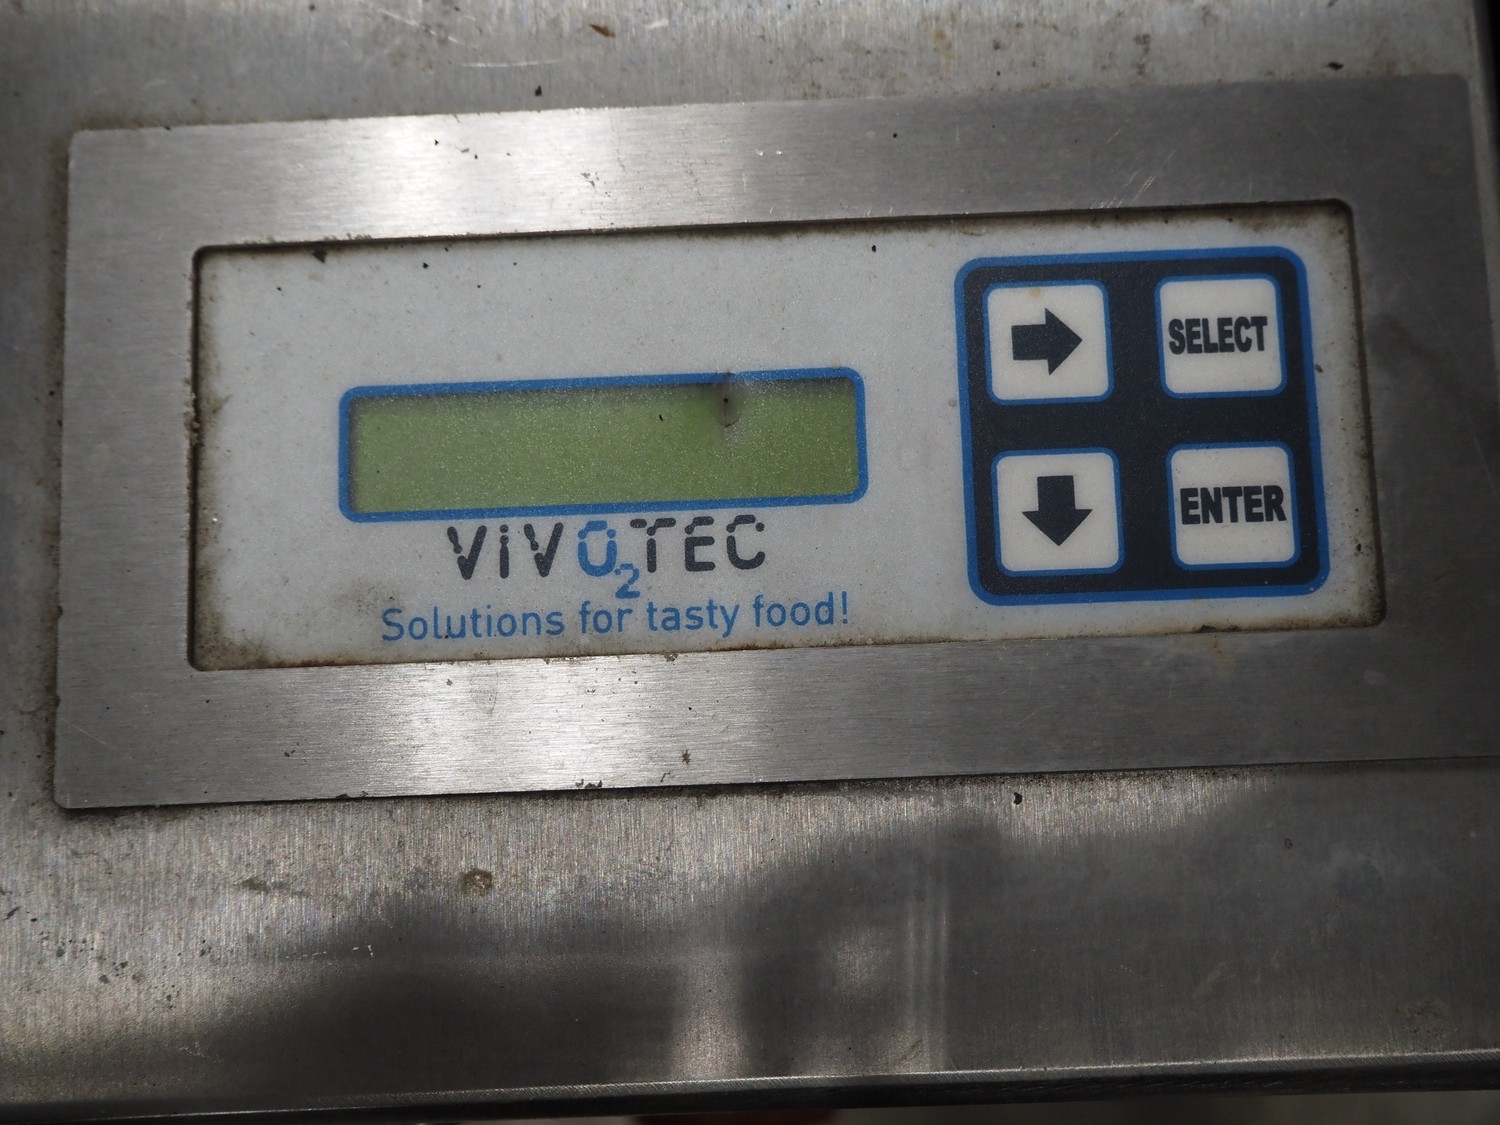 SELECT
ENTER
ViVO2TEC
Solutions for tasty food!